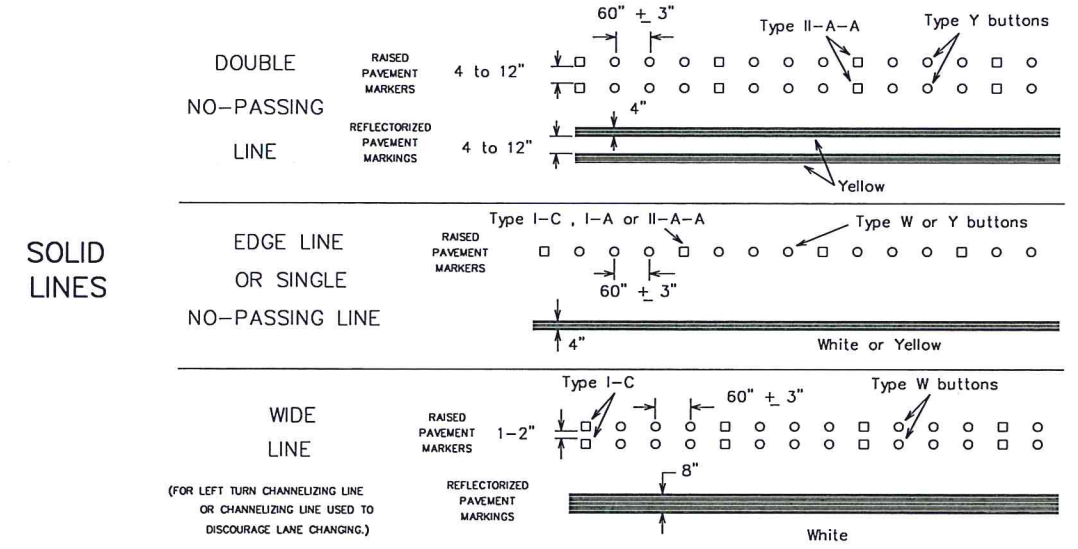 SOLID
LINES
DOUBLE
NO-PASSING
LINE
RAISED
PAVEMENT
MARKERS
4 to 12"
60" ± 3"
Type II-A-A
Type Y buttons
REFLECTORIZED
PAVEMENT
MARKINGS
4 to 12"
4"
Yellow
EDGE LINE
OR SINGLE
NO-PASSING LINE
RAISED
PAVEMENT
MARKERS
Type I-C , I-A or II-A-A
Type W or Y buttons
60" ± 3"
4"
White or Yellow
WIDE
LINE
(FOR LEFT TURN CHANNELIZING LINE
OR CHANNELIZING LINE USED TO
DISCOURAGE LANE CHANGING.)
RAISED
PAVEMENT
MARKERS
1-2"
Type I-C
60" ± 3"
Type W buttons
REFLECTORIZED
PAVEMENT
MARKINGS
8"
White